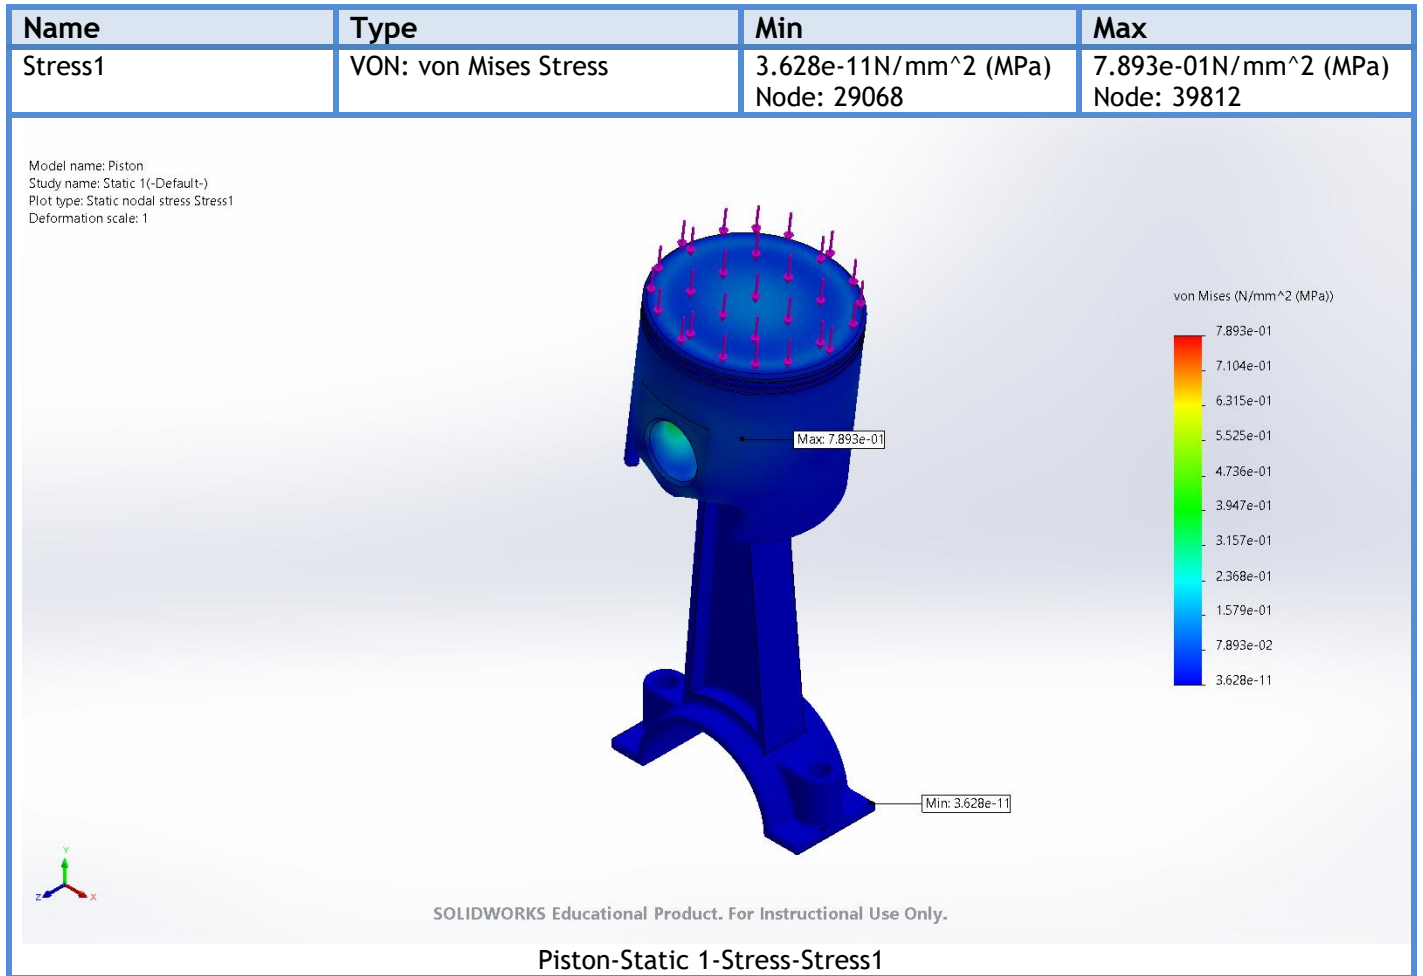 Name Type Min Max
Stress1 VON: von Mises Stress 3.628e-11N/mm^2 (MPa) 7.893e-01N/mm^2 (MPa)
Node: 29068 Node: 39812
Model name: Piston
Study name: Static 1(-Default-)
Plot type: Static nodal stress Stress1
Deformation scale: 1
von Mises (N/mm^2 (MPa))
7.893e-01
7.104e-01
6.315e-01
5.525e-01
4.736e-01
3.947e-01
3.157e-01
2.368e-01
1.579e-01
7.893e-02
3.628e-11
Max: 7.893e-01
Min: 3.628e-11
Y
Z X
SOLIDWORKS Educational Product. For Instructional Use Only.
Piston-Static 1-Stress-Stress1